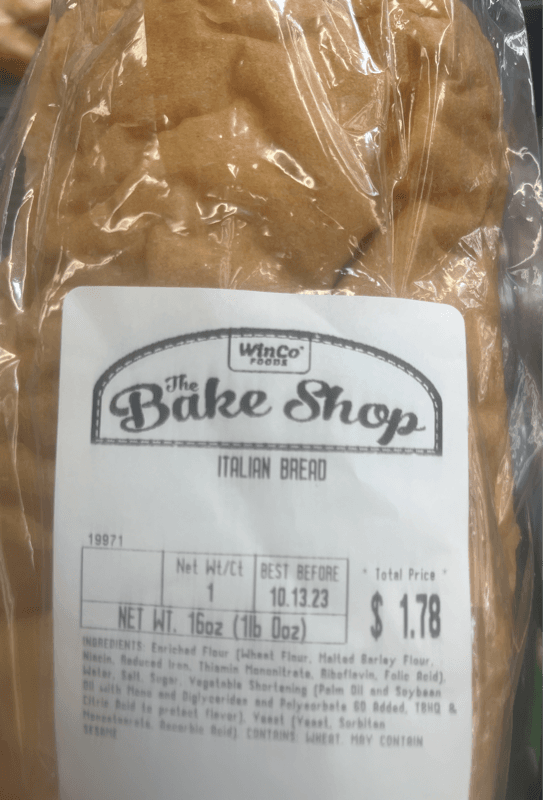 WinCo
FOODS
The
Bake Shop
ITALIAN BREAD
19971
Net Wt/Ct BEST BEFORE * Total Price *
1 10.13.23 $ 1.78
NET WT. 16oz (1lb 0oz)
INGREDIENTS: Enriched Flour (Wheat Flour, Malted Barley Flour,
Niacin, Reduced Iron, Thiamin Mononitrate, Riboflavin, Folic Acid),
Water, Salt, Sugar, Vegetable Shortening (Palm Oil and Soybean
Oil with Mono and Diglycerides and Polysorbate 60 Added, TBHQ &
Citric Acid to protect flavor), Yeast (Yeast, Sorbitan
Monostearate, Ascorbic Acid). CONTAINS: WHEAT. MAY CONTAIN
SESAME